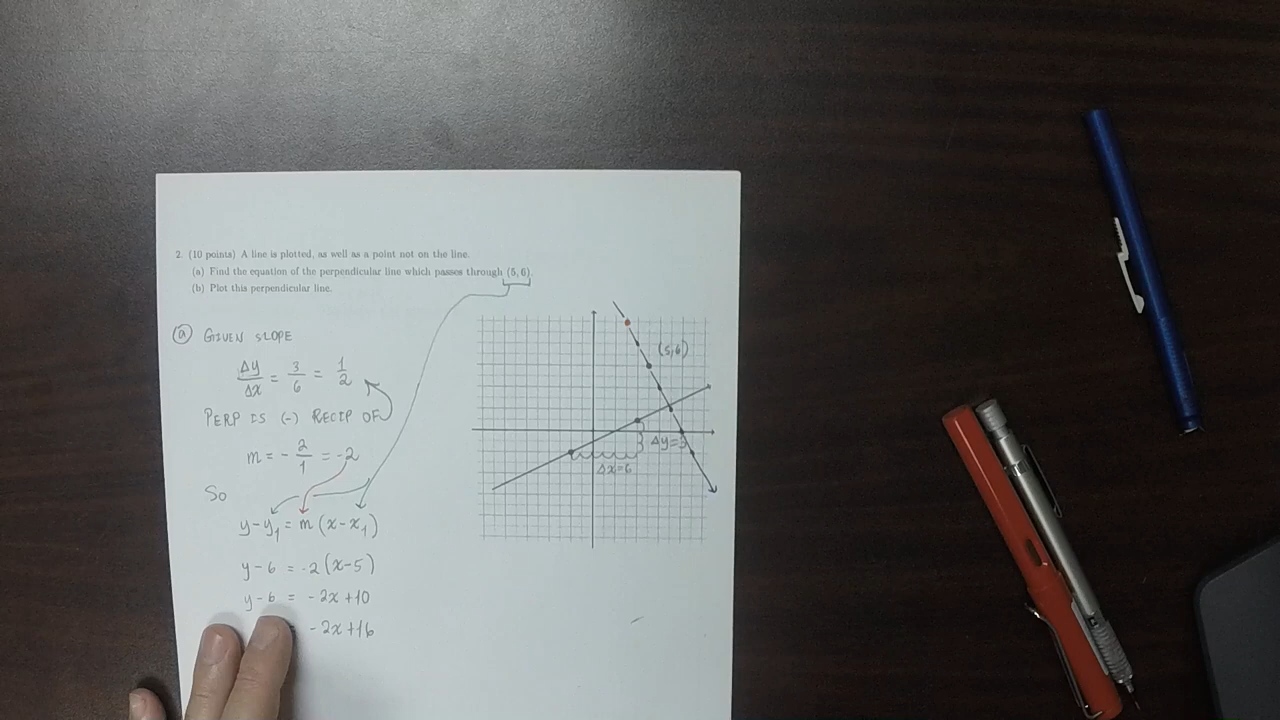 2. (10 points) A line is plotted, as well as a point not on the line.
(a) Find the equation of the perpendicular line which passes through (5, 6).
(b) Plot this perpendicular line.
(a) GIVEN SLOPE
Δy/Δx = 3/6 = 1/2
PERP IS (-) RECIP OF
m = - 2/1 = -2
So
y-y₁ = m (x-x₁)
y-6 = -2(x-5)
y-6 = -2x+10
-2x+16
(5,6)
Δy=3
Δx=6